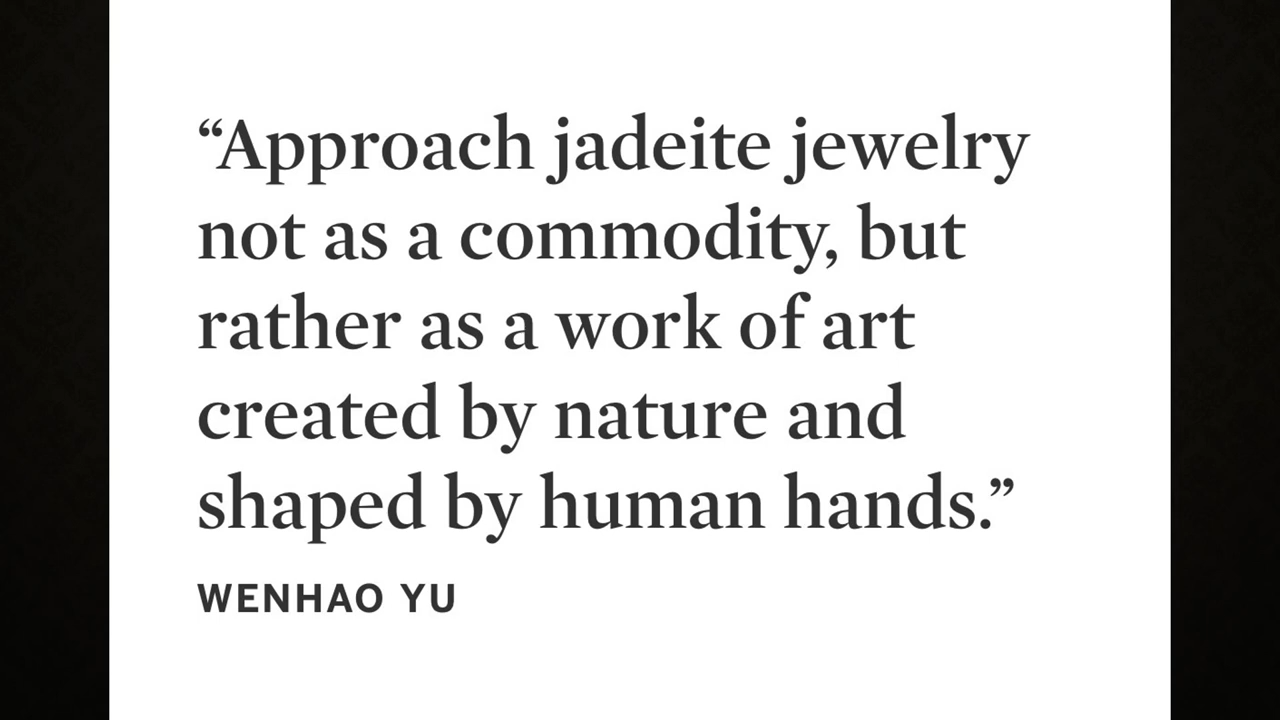 “Approach jadeite jewelry
not as a commodity, but
rather as a work of art
created by nature and
shaped by human hands.”
WENHAO YU